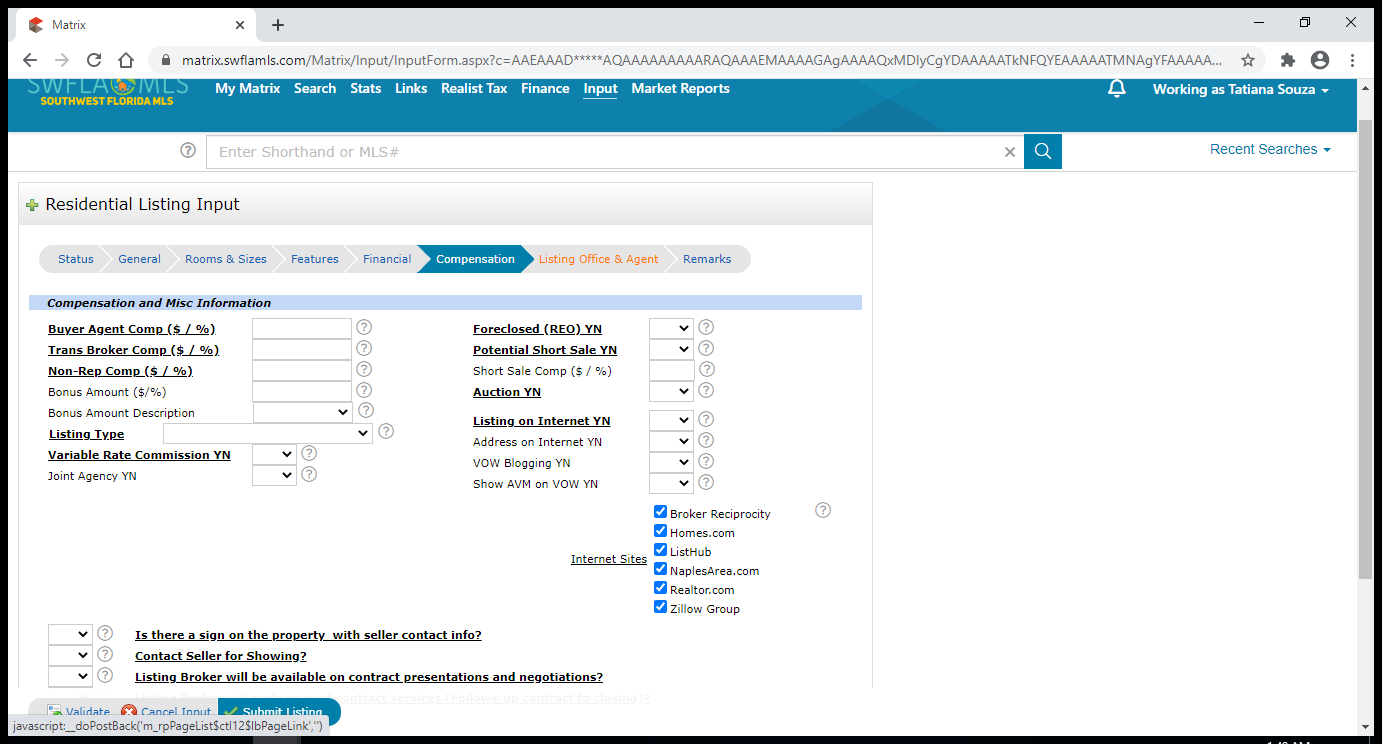 Matrix
matrix.swflamls.com/Matrix/Input/InputForm.aspx?c=AAEAAAD*****AQAAAAAAAAARAQAAAEMAAAAGAgAAAAQxMDIyCgYDAAAAATkNFQYEAAAAATMNAgYFAAAAA...
SWFLA MLS
SOUTHWEST FLORIDA MLS
My Matrix Search Stats Links Realist Tax Finance Input Market Reports
Working as Tatiana Souza
Enter Shorthand or MLS#
Recent Searches
Residential Listing Input
Status General Rooms & Sizes Features Financial Compensation Listing Office & Agent Remarks
Compensation and Misc Information
Buyer Agent Comp ($ / %)
Trans Broker Comp ($ / %)
Non-Rep Comp ($ / %)
Bonus Amount ($/%)
Bonus Amount Description
Listing Type
Variable Rate Commission YN
Joint Agency YN
Foreclosed (REO) YN
Potential Short Sale YN
Short Sale Comp ($ / %)
Auction YN
Listing on Internet YN
Address on Internet YN
VOW Blogging YN
Show AVM on VOW YN
Internet Sites
Broker Reciprocity
Homes.com
ListHub
NaplesArea.com
Realtor.com
Zillow Group
Is there a sign on the property with seller contact info?
Contact Seller for Showing?
Listing Broker will be available on contract presentations and negotiations?
contract services (Follows-up contract to closing)?
Validate Cancel Input Submit Listing
javascript:__doPostBack('m_rpPageList$ctl12$lbPageLink','')